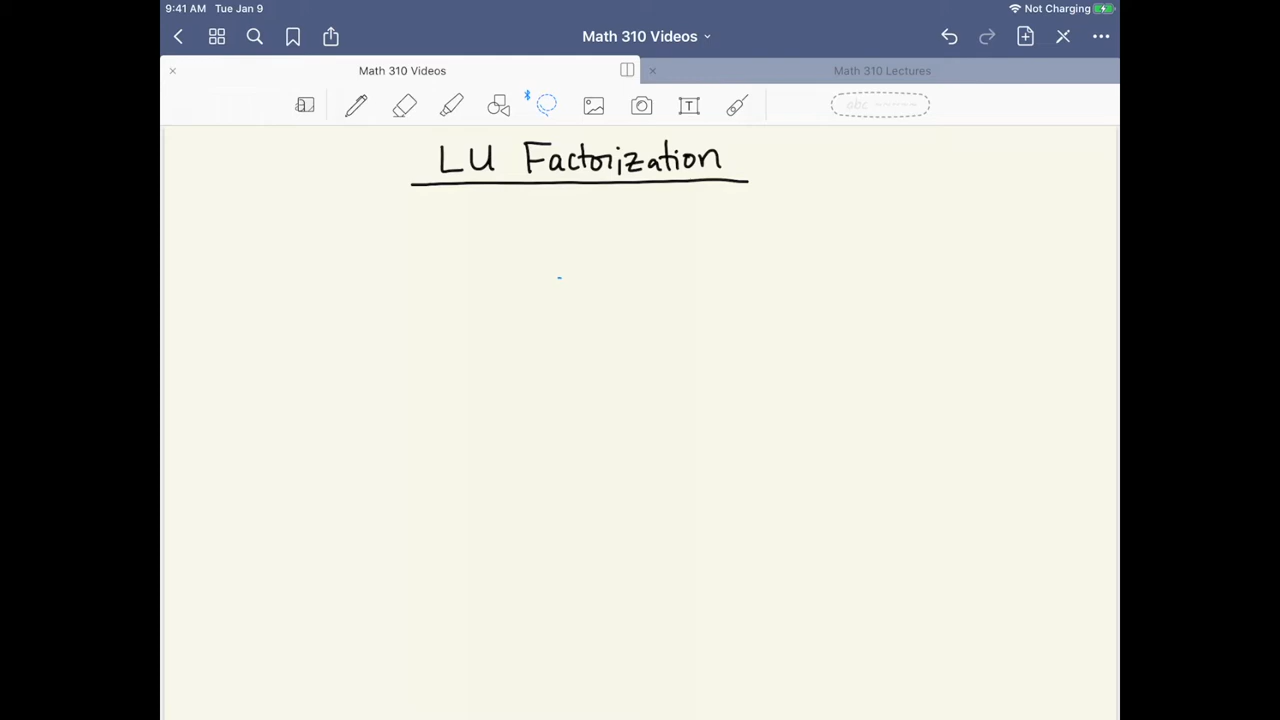 9:41 AM Tue Jan 9 Not Charging
Math 310 Videos
Math 310 Videos Math 310 Lectures
T abc
LU Factorization